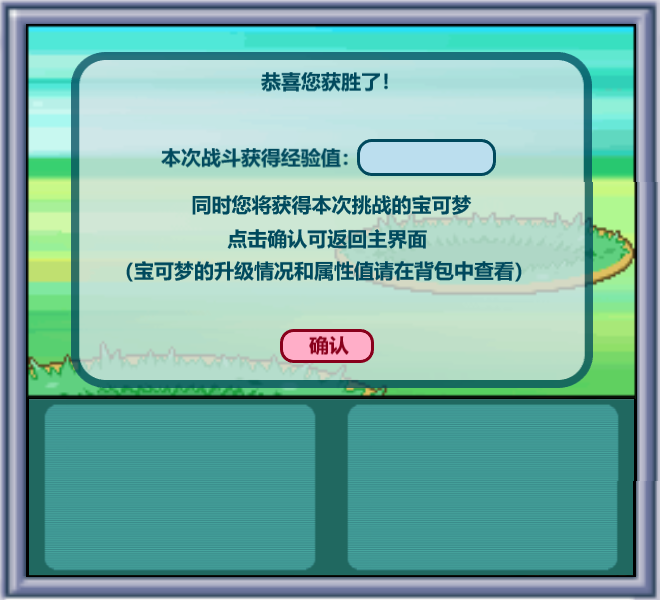 恭喜您获胜了！
本次战斗获得经验值：
同时您将获得本次挑战的宝可梦
点击确认可返回主界面
（宝可梦的升级情况和属性值请在背包中查看）
确认